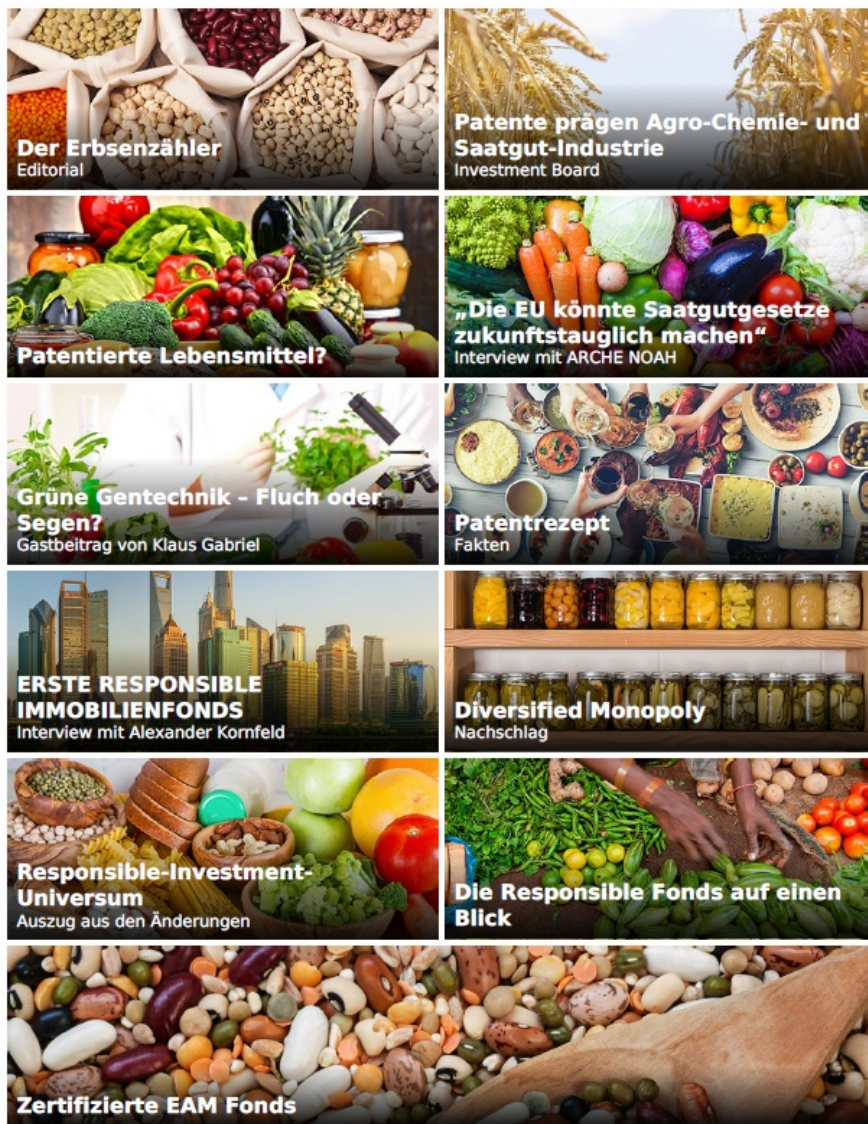 Der Erbsenzähler
Editorial
Patente prägen Agro-Chemie- und
Saatgut-Industrie
Investment Board
Patentierte Lebensmittel?
„Die EU könnte Saatgutgesetze
zukunftstauglich machen“
Interview mit ARCHE NOAH
Grüne Gentechnik – Fluch oder
Segen?
Gastbeitrag von Klaus Gabriel
Patentrezept
Fakten
ERSTE RESPONSIBLE
IMMOBILIENFONDS
Interview mit Alexander Kornfeld
Diversified Monopoly
Nachschlag
Responsible-Investment-
Universum
Auszug aus den Änderungen
Die Responsible Fonds auf einen
Blick
Zertifizierte EAM Fonds